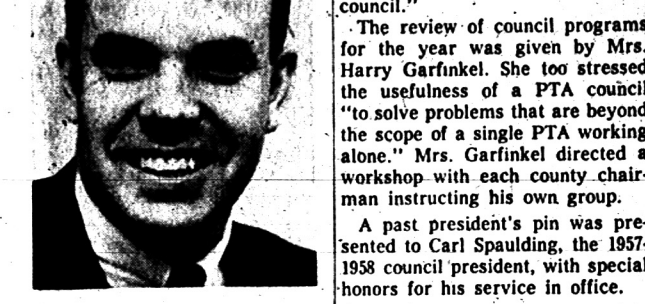 council."
The review of council programs
for the year was given by Mrs.
Harry Garfinkel. She too stressed
the usefulness of a PTA council
"to solve problems that are beyond
the scope of a single PTA working
alone." Mrs. Garfinkel directed a
workshop with each county chair-
man instructing his own group.
A past president's pin was pre-
sented to Carl Spaulding, the 1957-
1958 council president, with special
honors for his service in office.